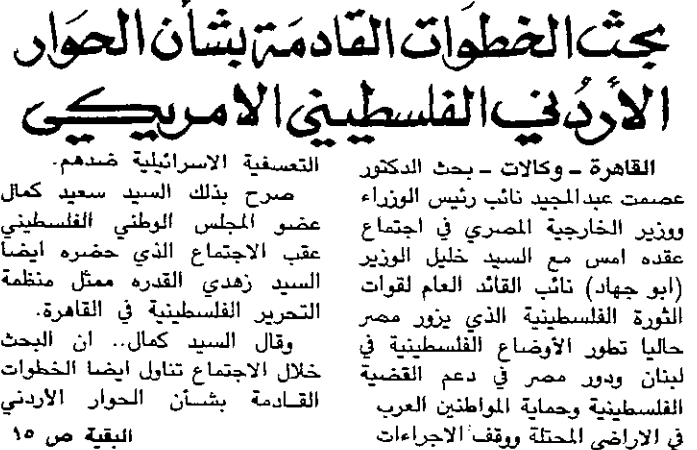 بحث الخطوات القادمة بشأن الحوار
الأردني الفلسطيني الامريكي
القاهرة - وكالات - بحث الدكتور
عصمت عبدالمجيد نائب رئيس الوزراء
ووزير الخارجية المصري في اجتماع
عقده امس مع السيد خليل الوزير
(ابو جهاد) نائب القائد العام لقوات
الثورة الفلسطينية الذي يزور مصر
حاليا تطور الأوضاع الفلسطينية في
لبنان ودور مصر في دعم القضية
الفلسطينية وحماية المواطنين العرب
في الاراضي المحتلة ووقف الاجراءات
التعسفية الاسرائيلية ضدهم.
صرح بذلك السيد سعيد كمال
عضو المجلس الوطني الفلسطيني
عقب الاجتماع الذي حضره ايضا
السيد زهدي القدره ممثل منظمة
التحرير الفلسطينية في القاهرة.
وقال السيد كمال.. ان البحث
خلال الاجتماع تناول ايضا الخطوات
القادمة بشأن الحوار الأردني
البقية ص ١٥